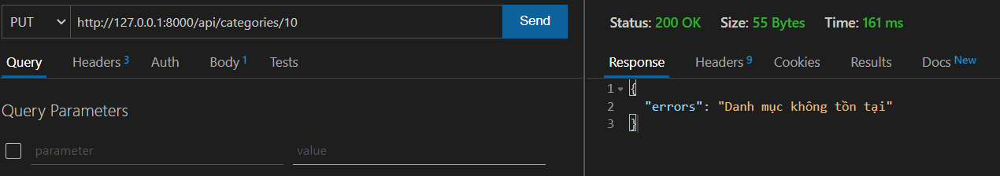 PUT http://127.0.0.1:8000/api/categories/10 Send
Query Headers 3 Auth Body 1 Tests
Query Parameters
parameter value
Status: 200 OK Size: 55 Bytes Time: 161 ms
Response Headers 9 Cookies Results Docs New
1 {
2 "errors": "Danh mục không tồn tại"
3 }